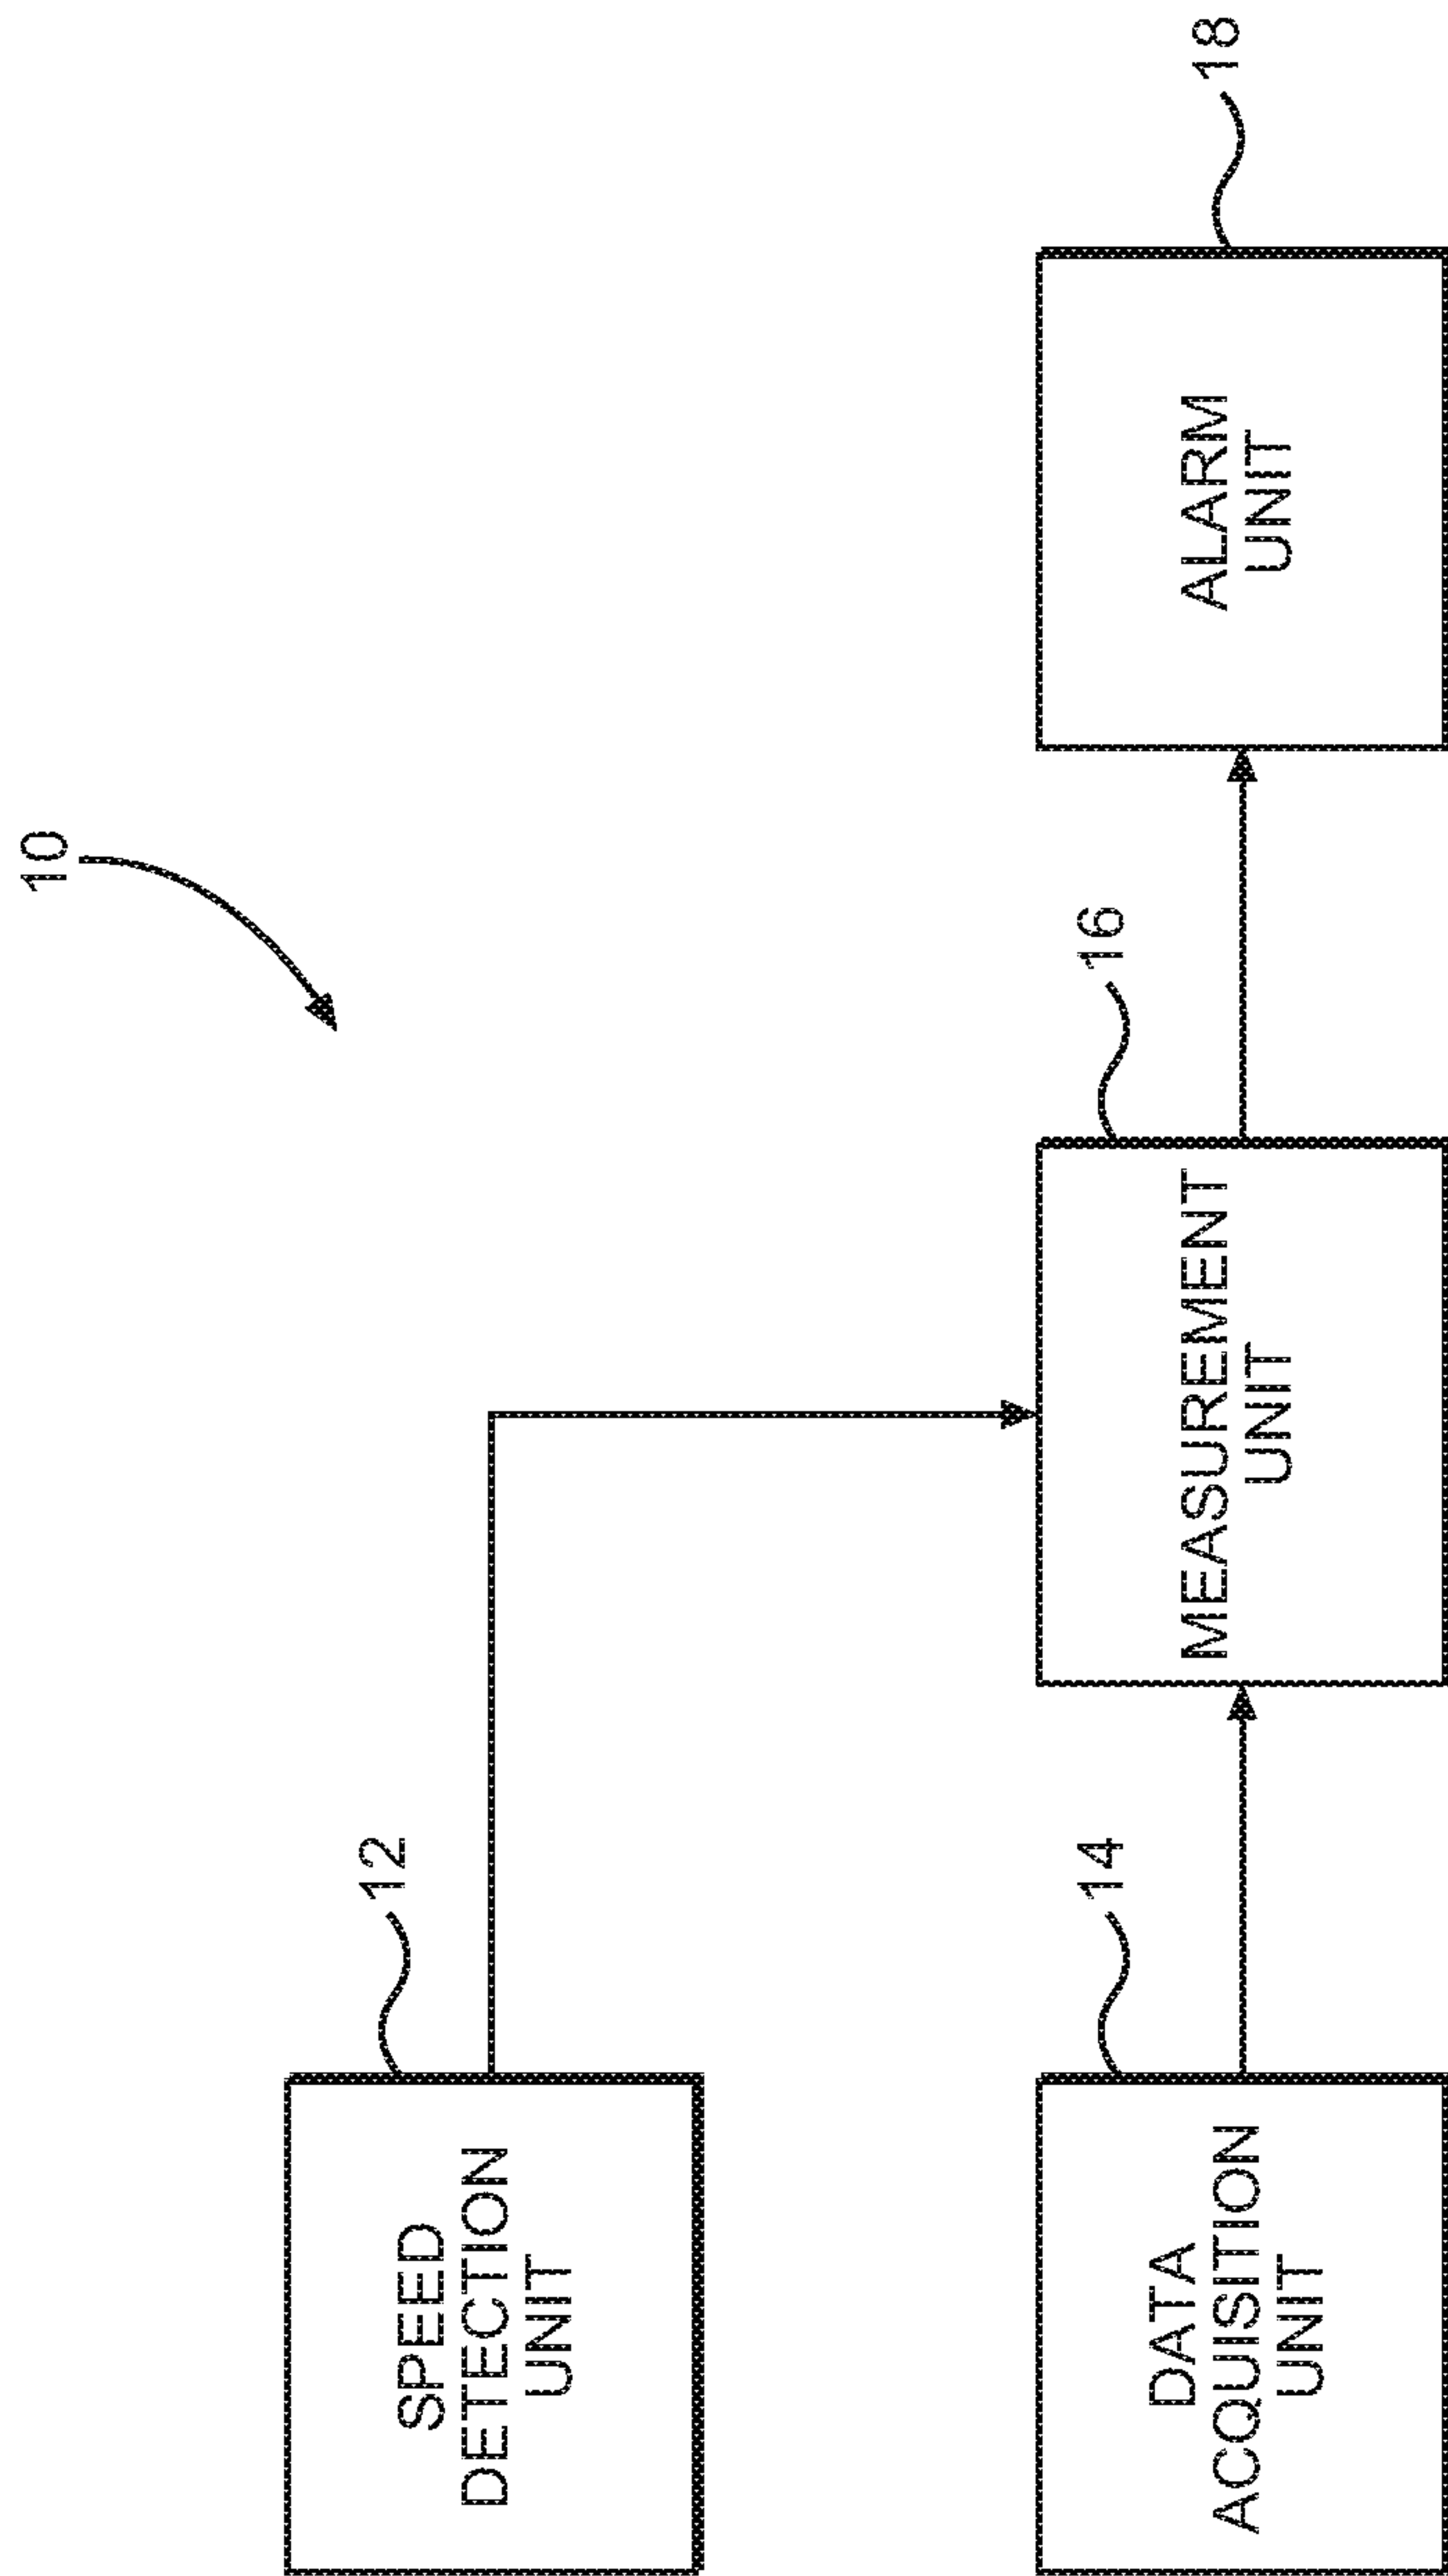 10
12
SPEED
DETECTION
UNIT
14
DATA
ACQUISITION
UNIT
16
MEASUREMENT
UNIT
18
ALARM
UNIT